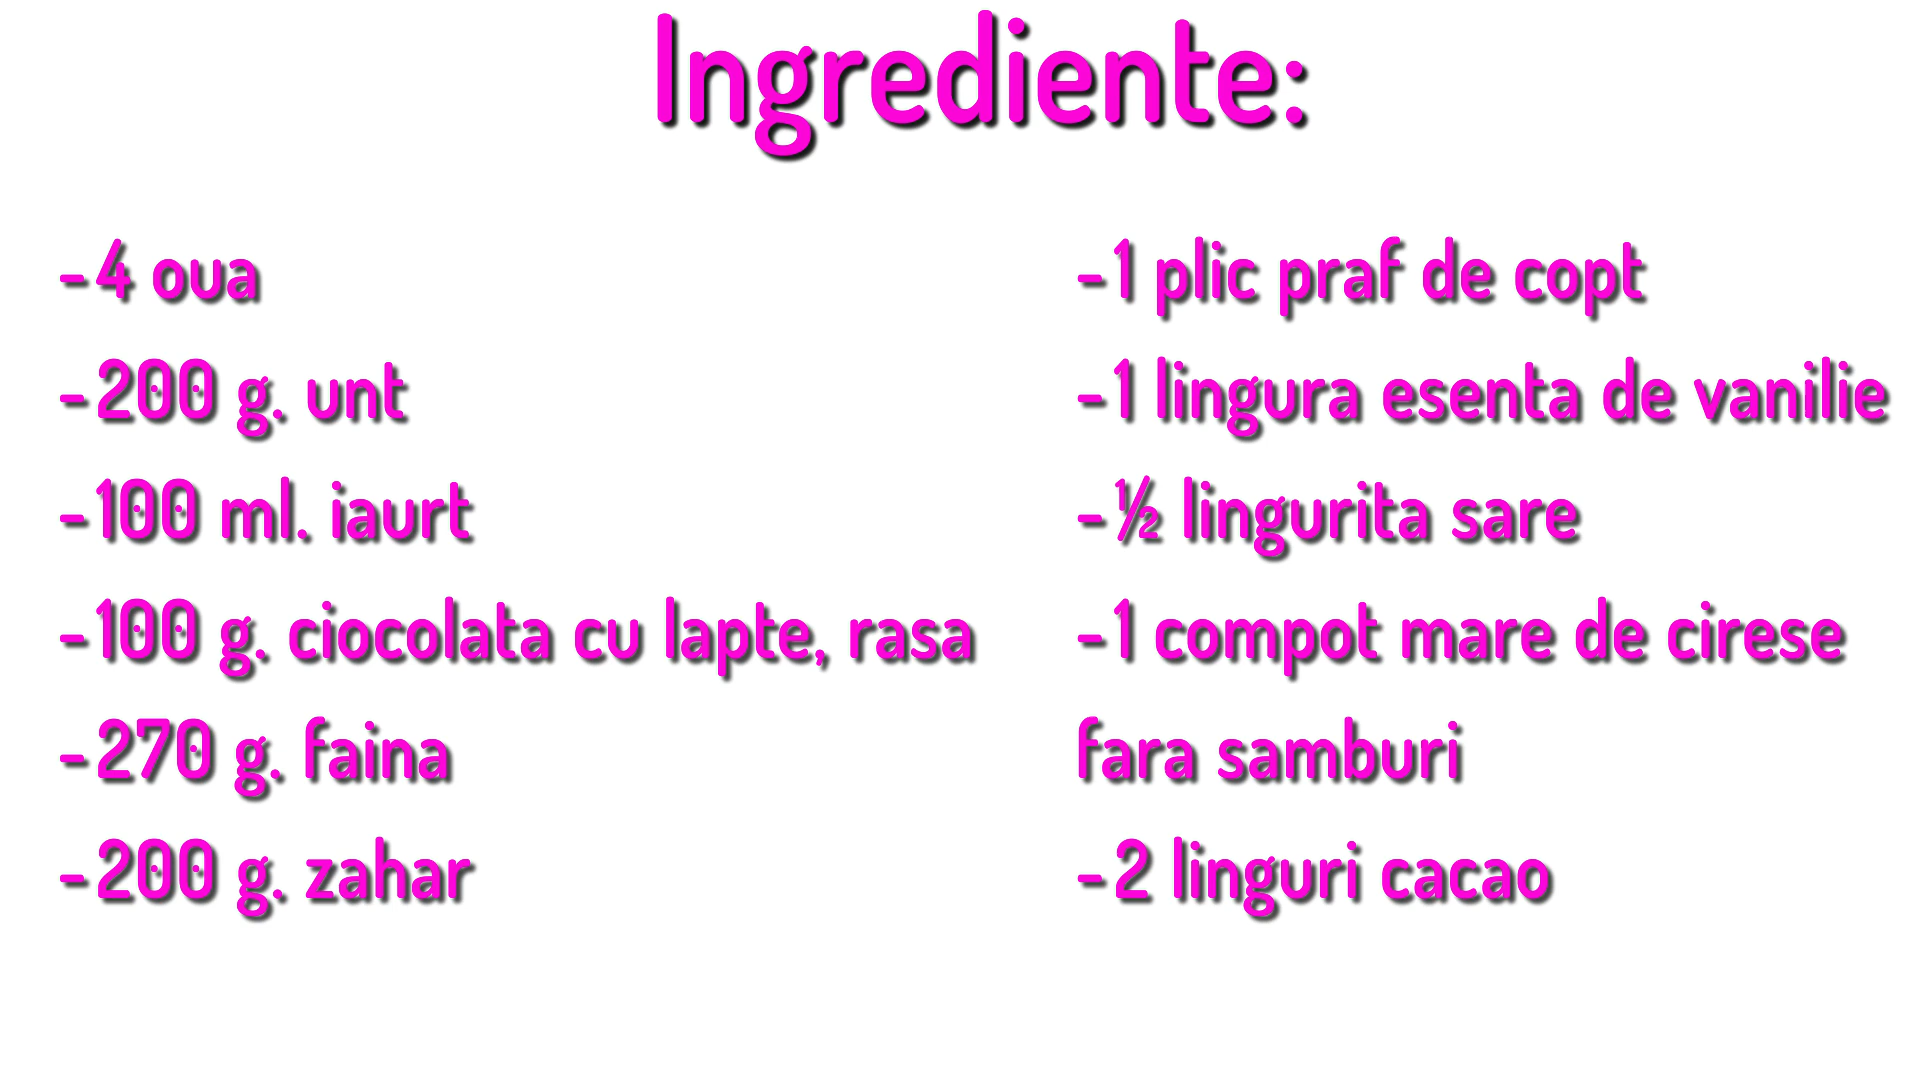 Ingrediente:
-4 oua
-200 g. unt
-100 ml. iaurt
-100 g. ciocolata cu lapte, rasa
-270 g. faina
-200 g. zahar
-1 plic praf de copt
-1 lingura esenta de vanilie
-½ lingurita sare
-1 compot mare de cirese
fara samburi
-2 linguri cacao